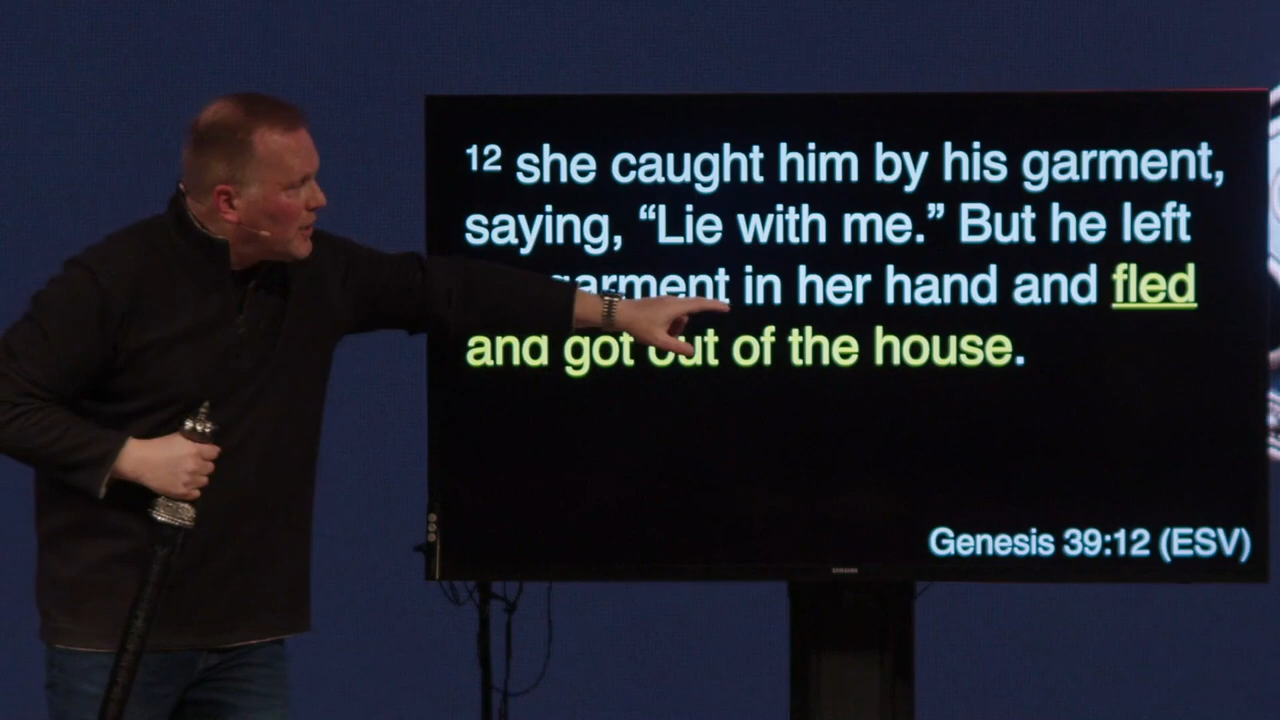 12 she caught him by his garment,
saying, “Lie with me.” But he left
garment in her hand and fled
and got out of the house.
Genesis 39:12 (ESV)
SAMSUNG